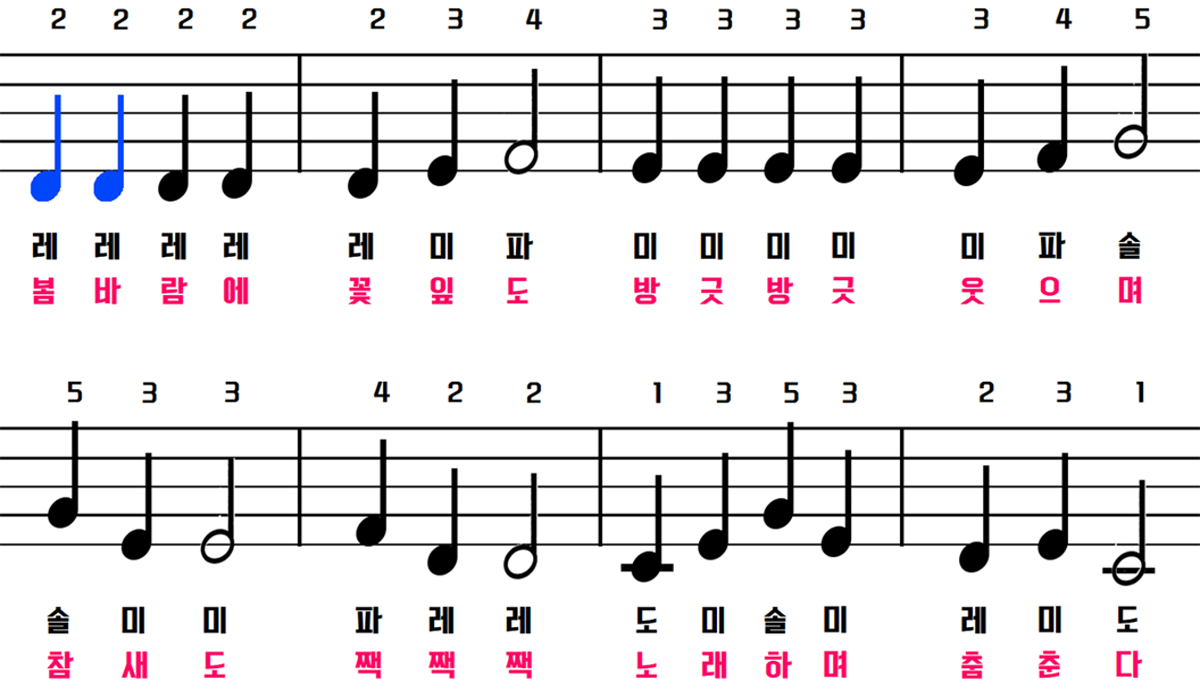 2 2 2 2 2 3 4 3 3 3 3 3 4 5
레 레 레 레 레 미 파 미 미 미 미 미 파 솔
봄 바 람 에 꽃 잎 도 방 긋 방 긋 웃 으 며
5 3 3 4 2 2 1 3 5 3 2 3 1
솔 미 미 파 레 레 도 미 솔 미 레 미 도
참 새 도 짹 짹 짹 노 래 하 며 춤 춘 다